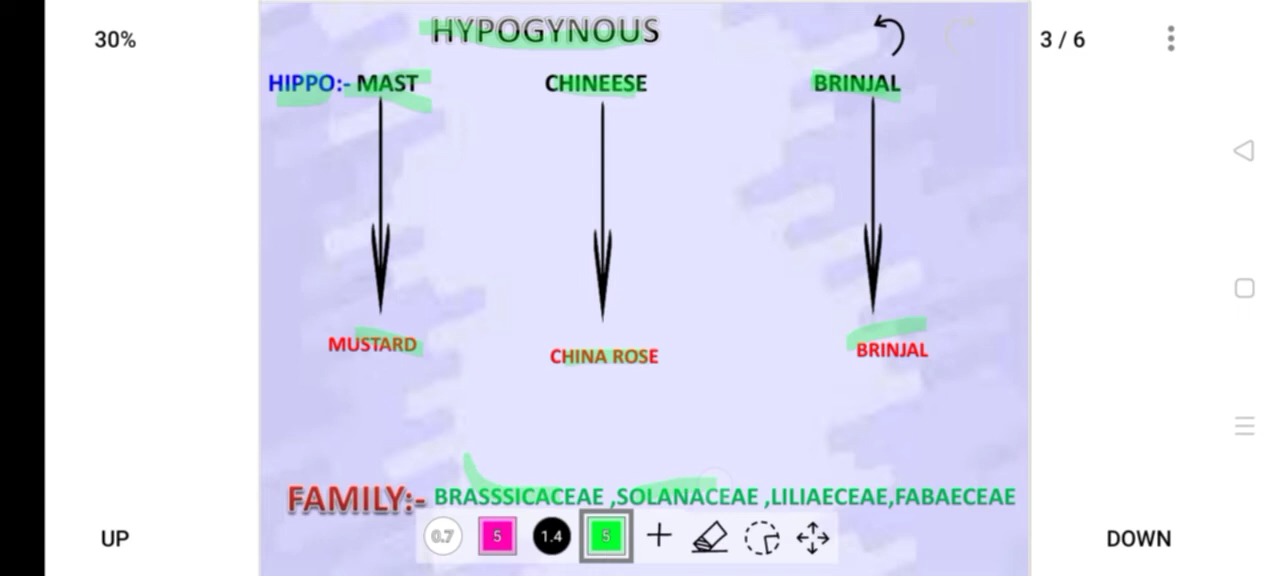 30%
HYPOGYNOUS
3 / 6
HIPPO:- MAST CHINEESE BRINJAL
MUSTARD CHINA ROSE BRINJAL
FAMILY:- BRASSSICACEAE ,SOLANACEAE ,LILIAECEAE,FABAECEAE
0.7 5 1.4 5
UP DOWN